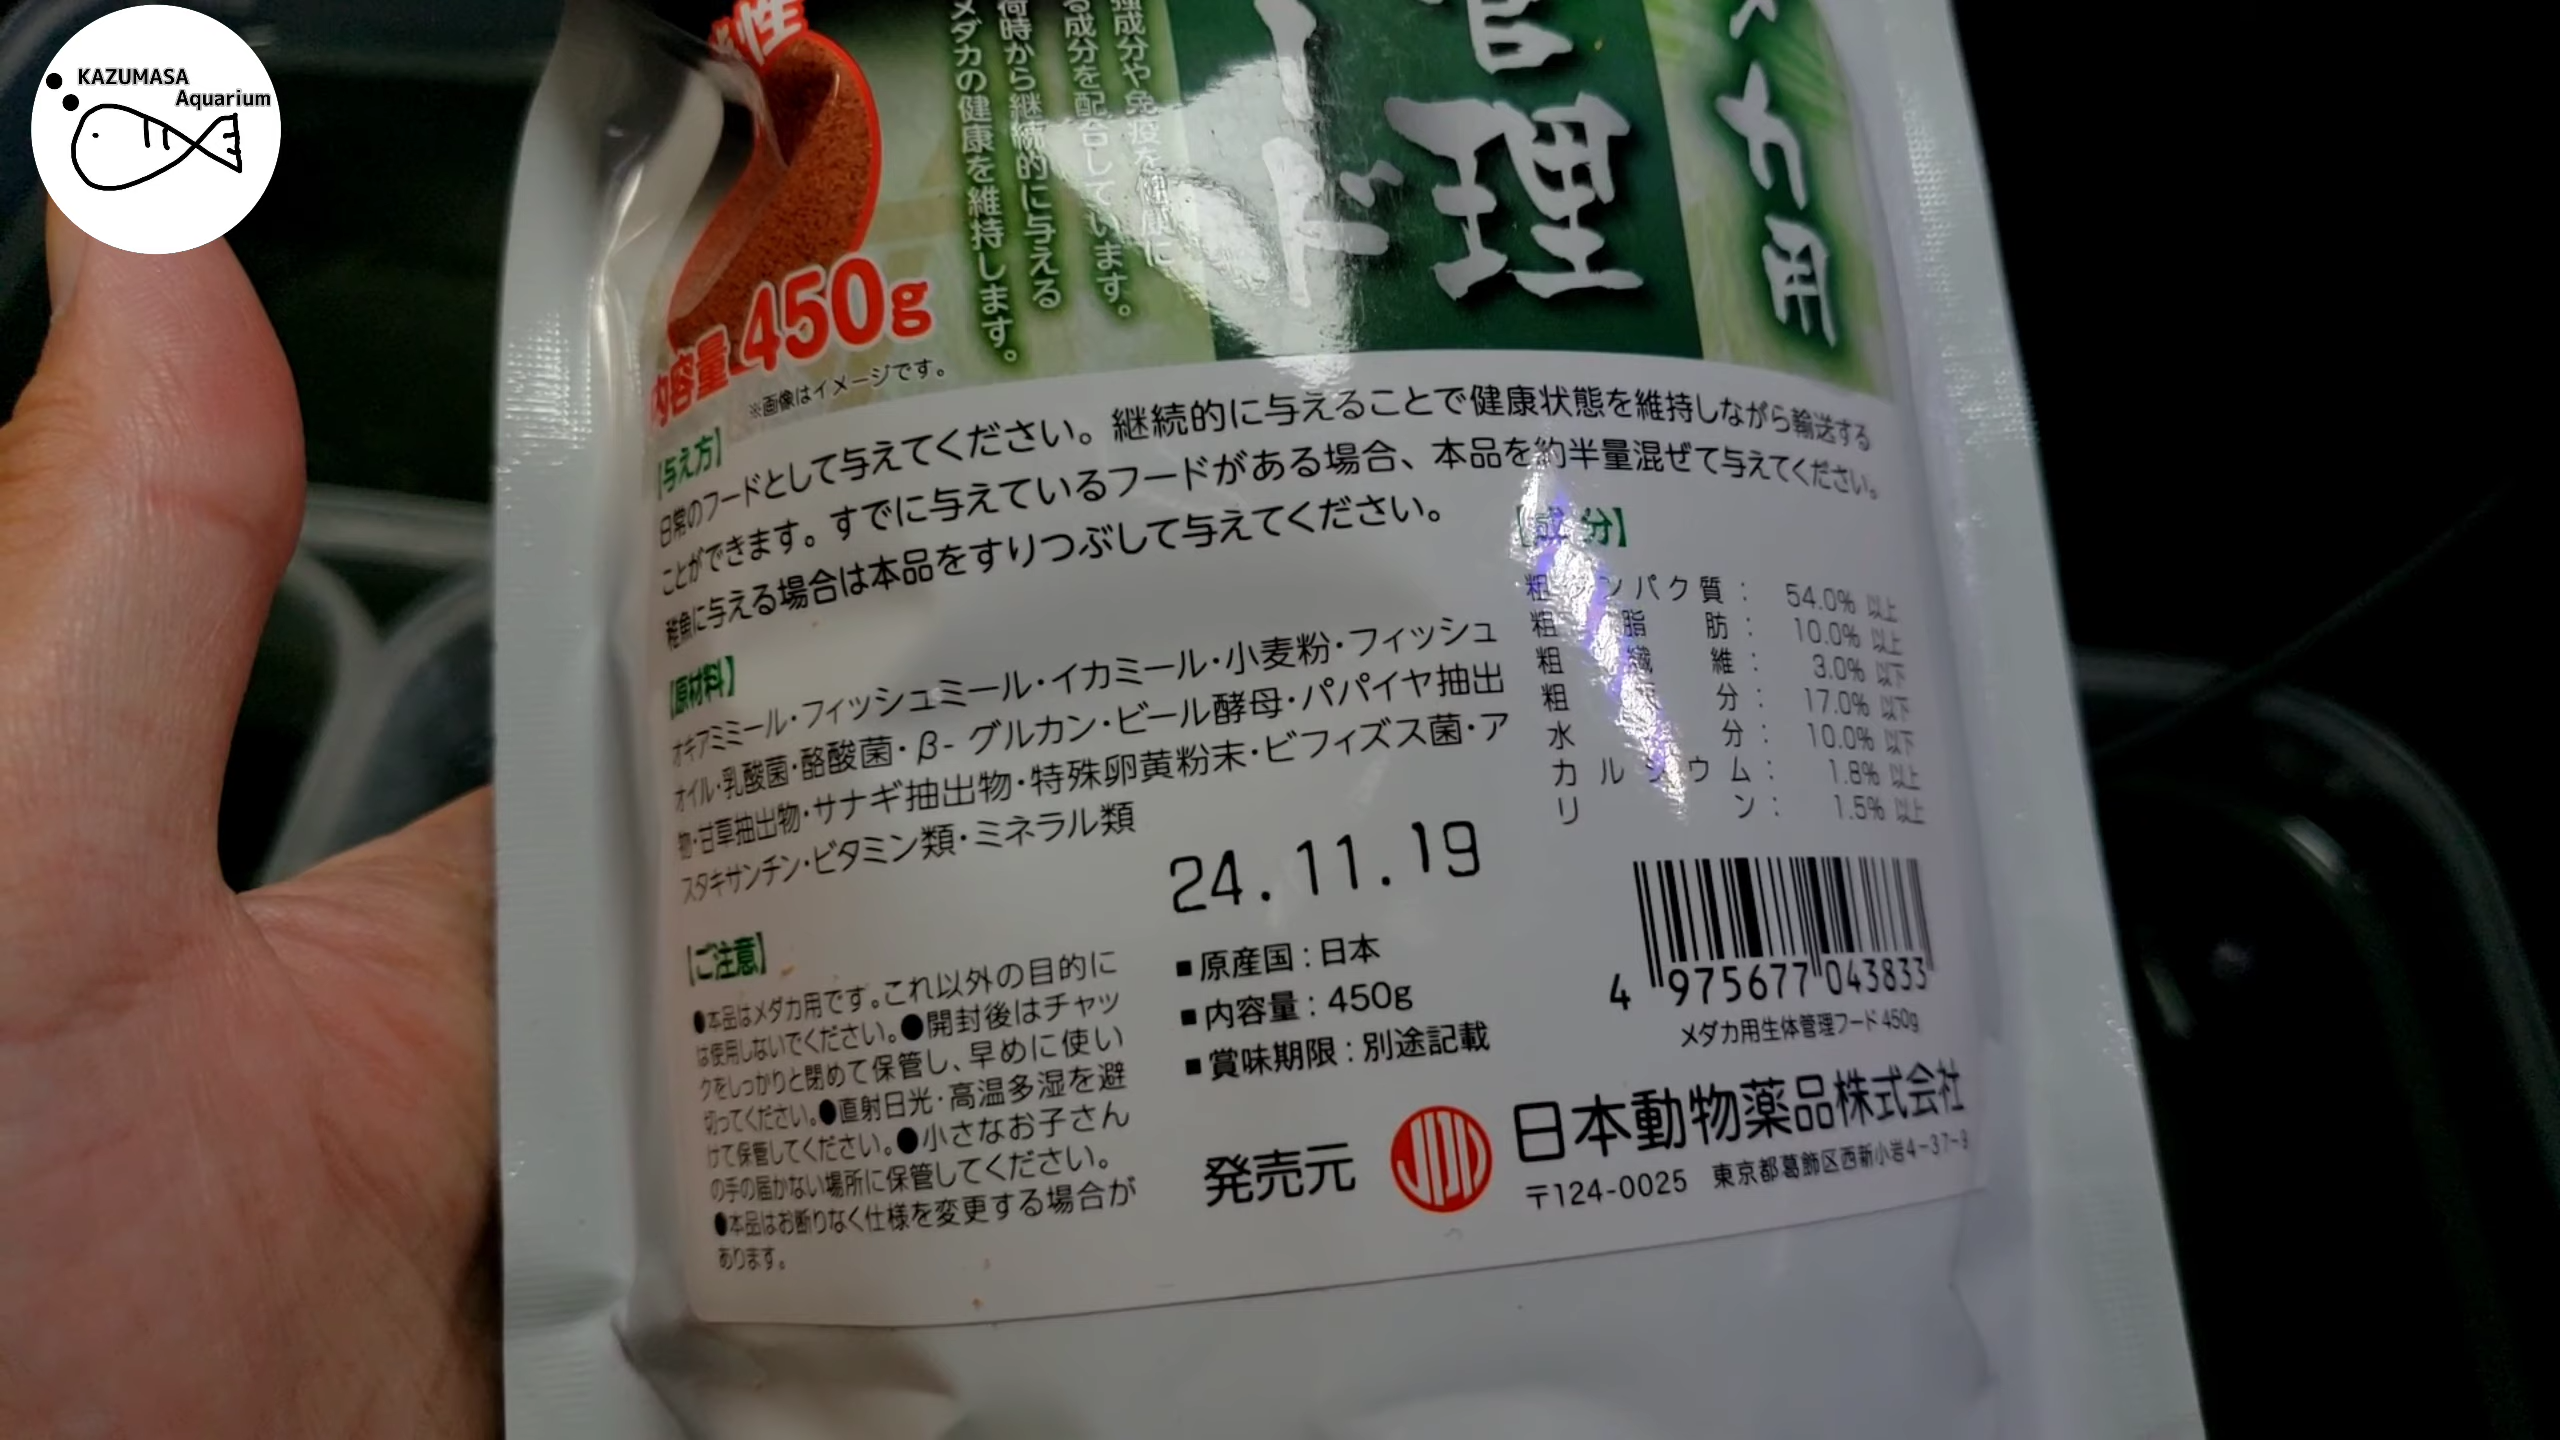 KAZUMASA
Aquarium
カ用
管理
ード
強成分や免疫を健康に
る成分を配合しています。
荷時から継続的に与える
メダカの健康を維持します。
性
内容量450g
※画像はイメージです。
【与え方】
日常のフードとして与えてください。継続的に与えることで健康状態を維持しながら輸送する
ことができます。すでに与えているフードがある場合、本品を約半量混ぜて与えてください。
稚魚に与える場合は本品をすりつぶして与えてください。
【原材料】
オキアミミール・フィッシュミール・イカミール・小麦粉・フィッシュ
オイル・乳酸菌・酪酸菌・β-グルカン・ビール酵母・パパイヤ抽出
物・甘草抽出物・サナギ抽出物・特殊卵黄粉末・ビフィズス菌・ア
スタキサンチン・ビタミン類・ミネラル類
【成分】
粗タンパク質: 54.0% 以上
粗脂肪: 10.0% 以上
粗繊維: 3.0% 以下
粗灰分: 17.0% 以下
水分: 10.0% 以下
カルシウム: 1.8% 以上
リン: 1.5% 以上
【ご注意】
●本品はメダカ用です。これ以外の目的に
は使用しないでください。●開封後はチャッ
クをしっかりと閉めて保管し、早めに使い
切ってください。●直射日光・高温多湿を避
けて保管してください。●小さなお子さん
の手の届かない場所に保管してください。
●本品はお断りなく仕様を変更する場合が
あります。
24.11.19
■原産国:日本
■内容量:450g
■賞味期限:別途記載
4 975677 043833
メダカ用生体管理フード450g
発売元 日本動物薬品株式会社
〒124-0025 東京都葛飾区西新小岩4-37-9